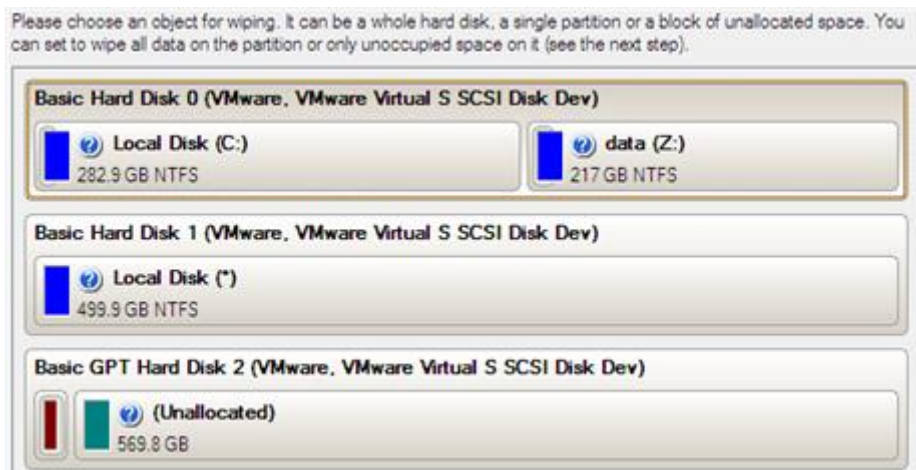 Please choose an object for wiping. It can be a whole hard disk, a single partition or a block of unallocated space. You
can set to wipe all data on the partition or only unoccupied space on it (see the next step).
Basic Hard Disk 0 (VMware, VMware Virtual S SCSI Disk Dev)
Local Disk (C:)
282.9 GB NTFS
data (Z:)
217 GB NTFS
Basic Hard Disk 1 (VMware, VMware Virtual S SCSI Disk Dev)
Local Disk (*)
499.9 GB NTFS
Basic GPT Hard Disk 2 (VMware, VMware Virtual S SCSI Disk Dev)
(Unallocated)
569.8 GB